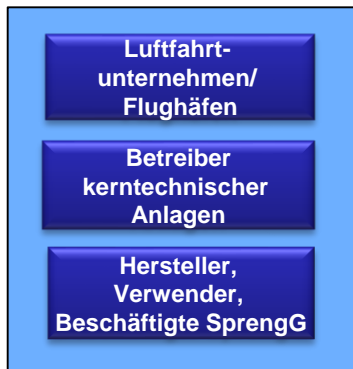 Luftfahrt-
unternehmen/
Flughäfen
Betreiber
kerntechnischer
Anlagen
Hersteller,
Verwender,
Beschäftigte SprengG